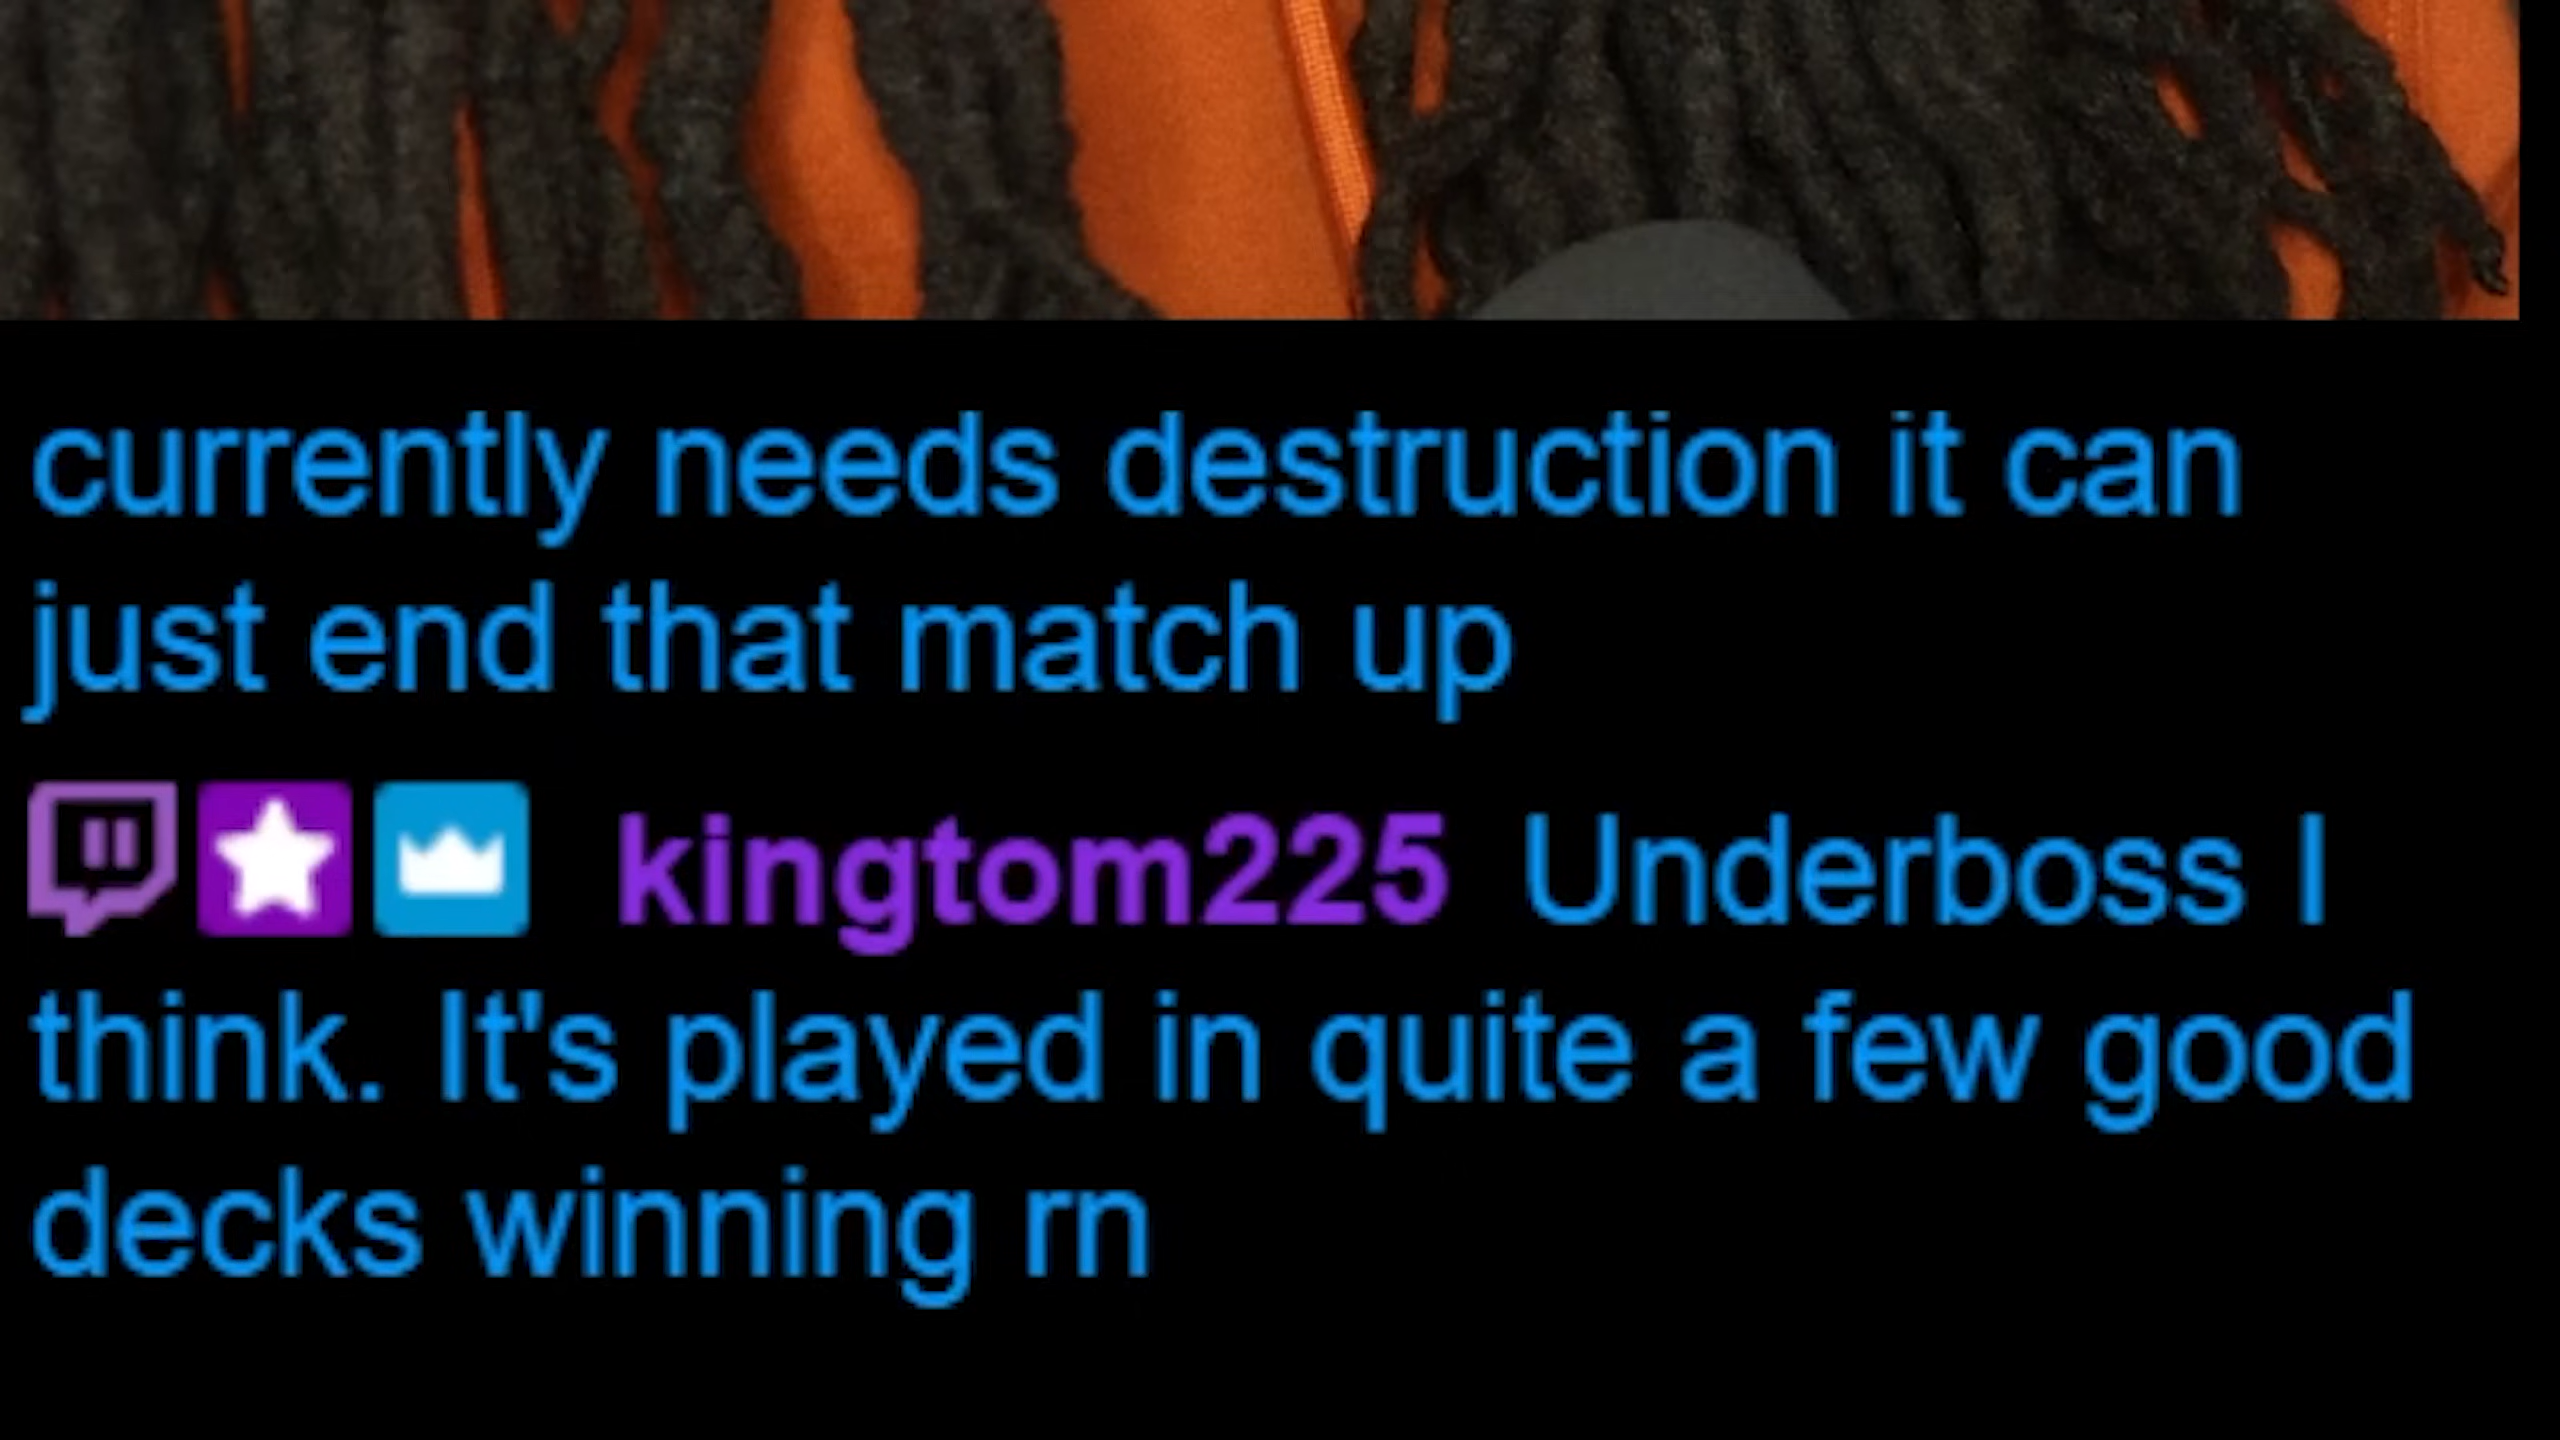 currently needs destruction it can
just end that match up
kingtom225 Underboss I
think. It's played in quite a few good
decks winning rn